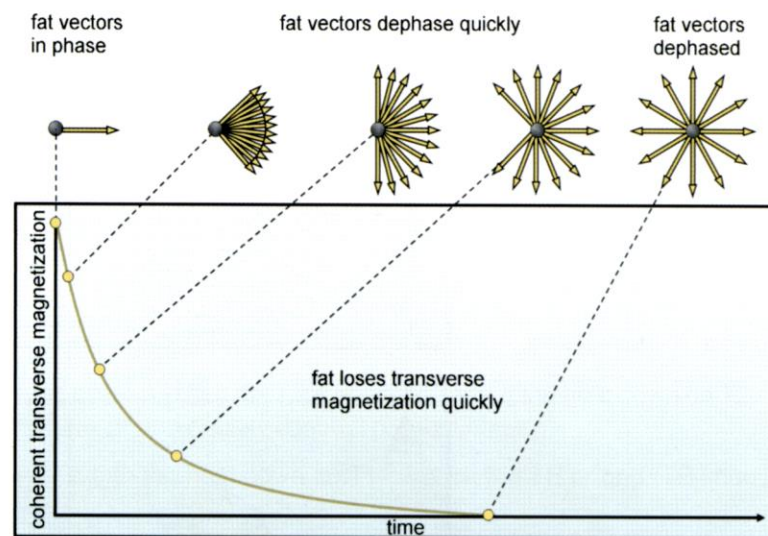 fat vectors
in phase
fat vectors dephase quickly
fat vectors
dephased
coherent transverse magnetization
fat loses transverse
magnetization quickly
time